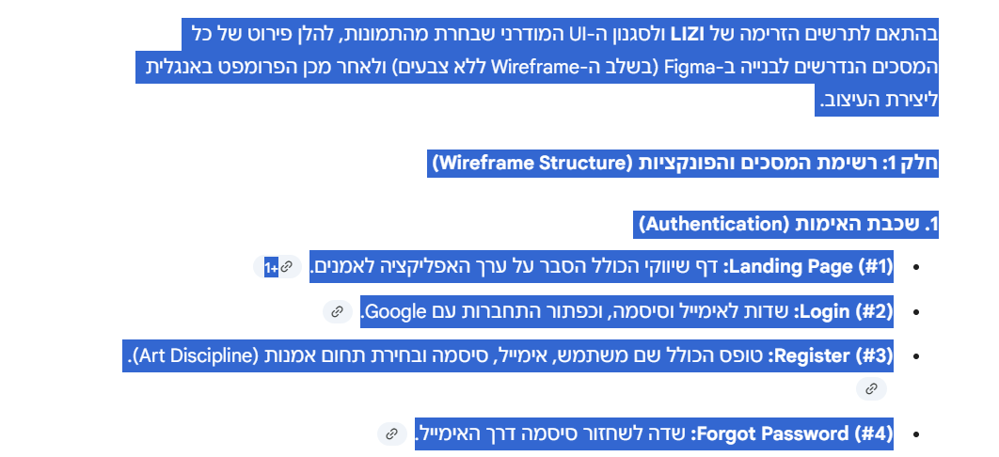 בהתאם לתרשים הזרימה של LIZI ולסגנון ה-UI המודרני שבחרת מהתמונות, להלן פירוט של כל
המסכים הנדרשים לבנייה ב-Figma (בשלב ה-Wireframe ללא צבעים) ולאחר מכן הפרומפט באנגלית
ליצירת העיצוב.
חלק 1: רשימת המסכים והפונקציות (Wireframe Structure)
1. שכבת האימות (Authentication)
Landing Page (#1): דף שיווקי הכולל הסבר על ערך האפליקציה לאמנים. +1
Login (#2): שדות לאימייל וסיסמה, וכפתור התחברות עם Google.
Register (#3): טופס הכולל שם משתמש, אימייל, סיסמה ובחירת תחום אמנות (Art Discipline).
Forgot Password (#4): שדה לשחזור סיסמה דרך האימייל.